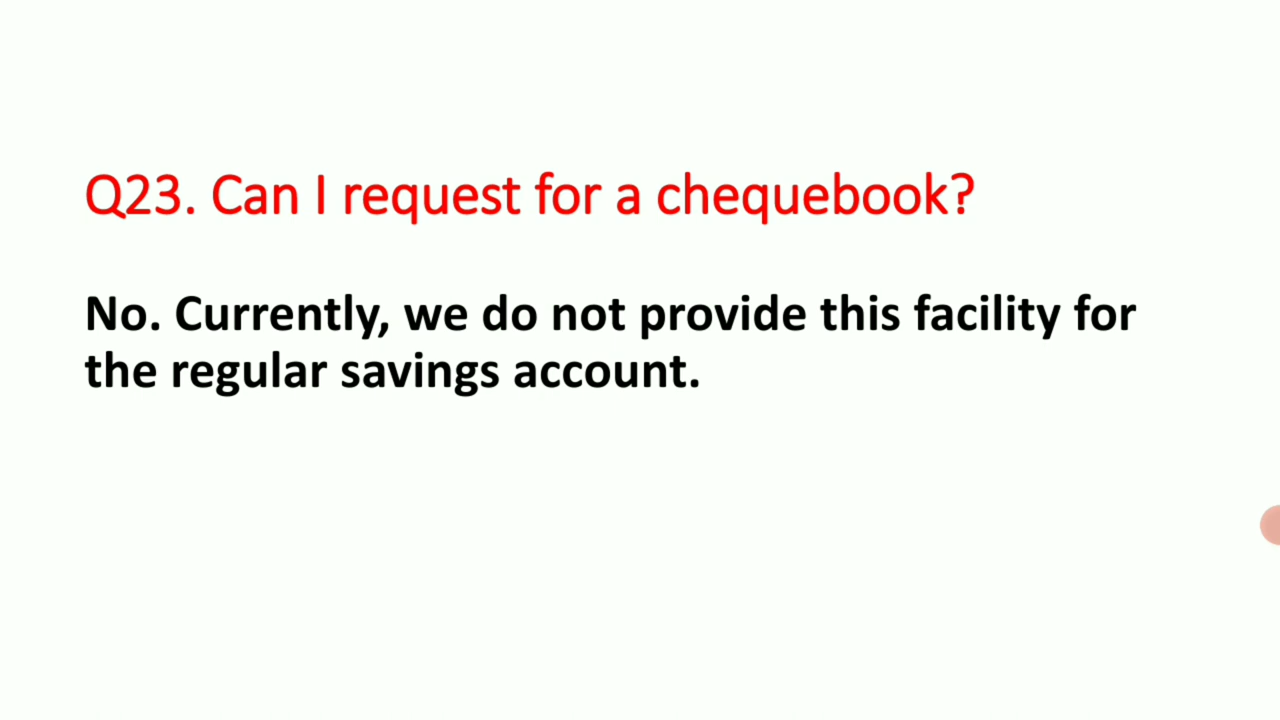 Q23. Can I request for a chequebook?
No. Currently, we do not provide this facility for
the regular savings account.